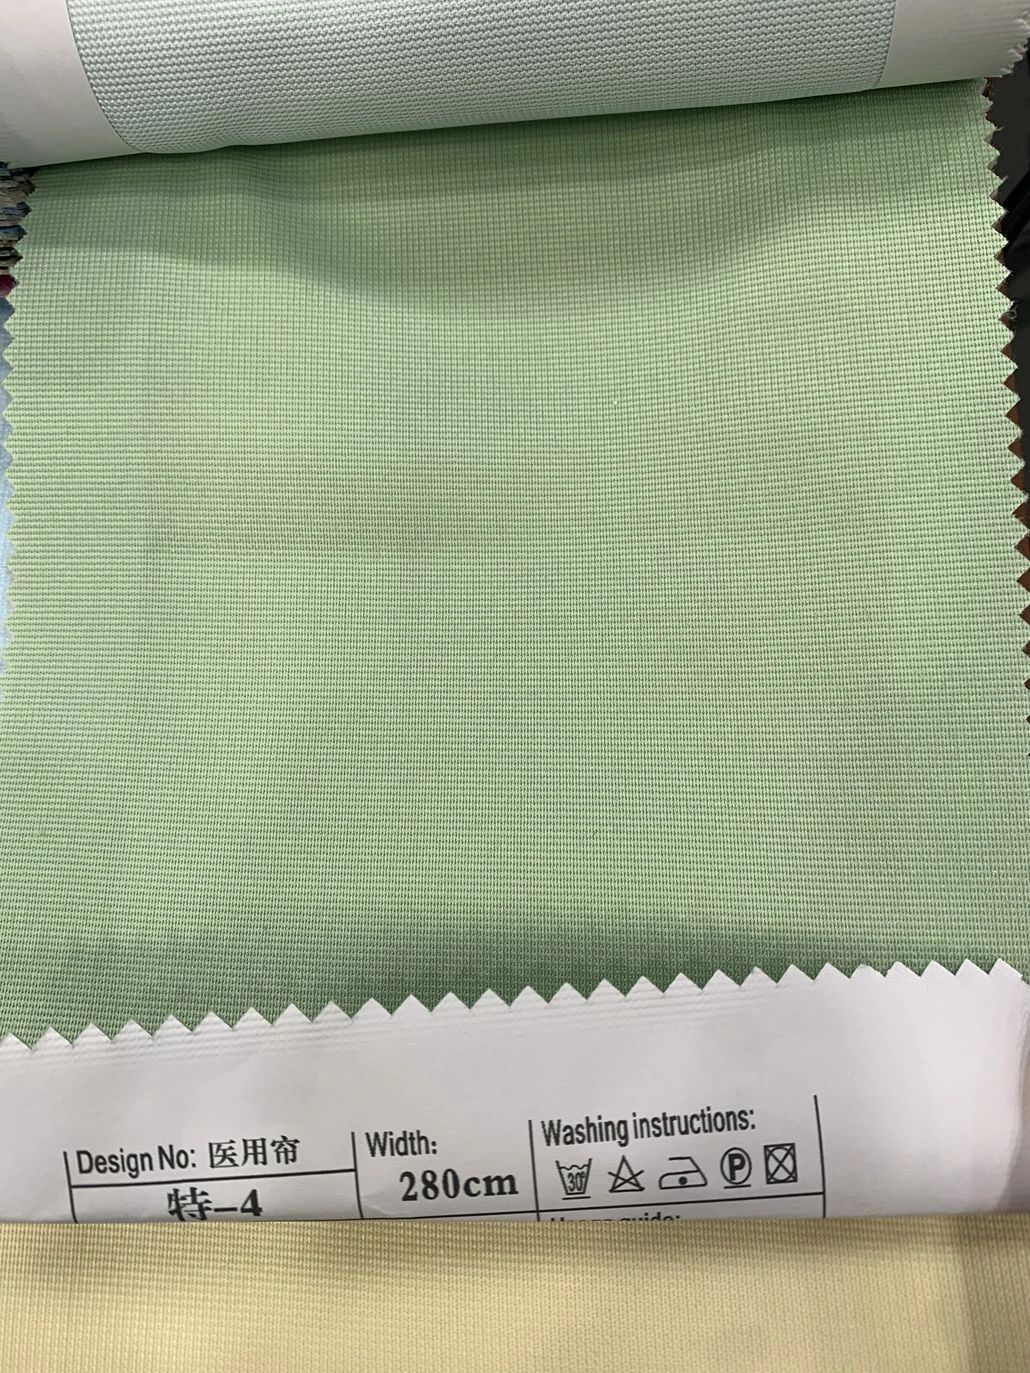 Design No: 医用帘
特-4
Width:
280cm
Washing instructions:
30°
P